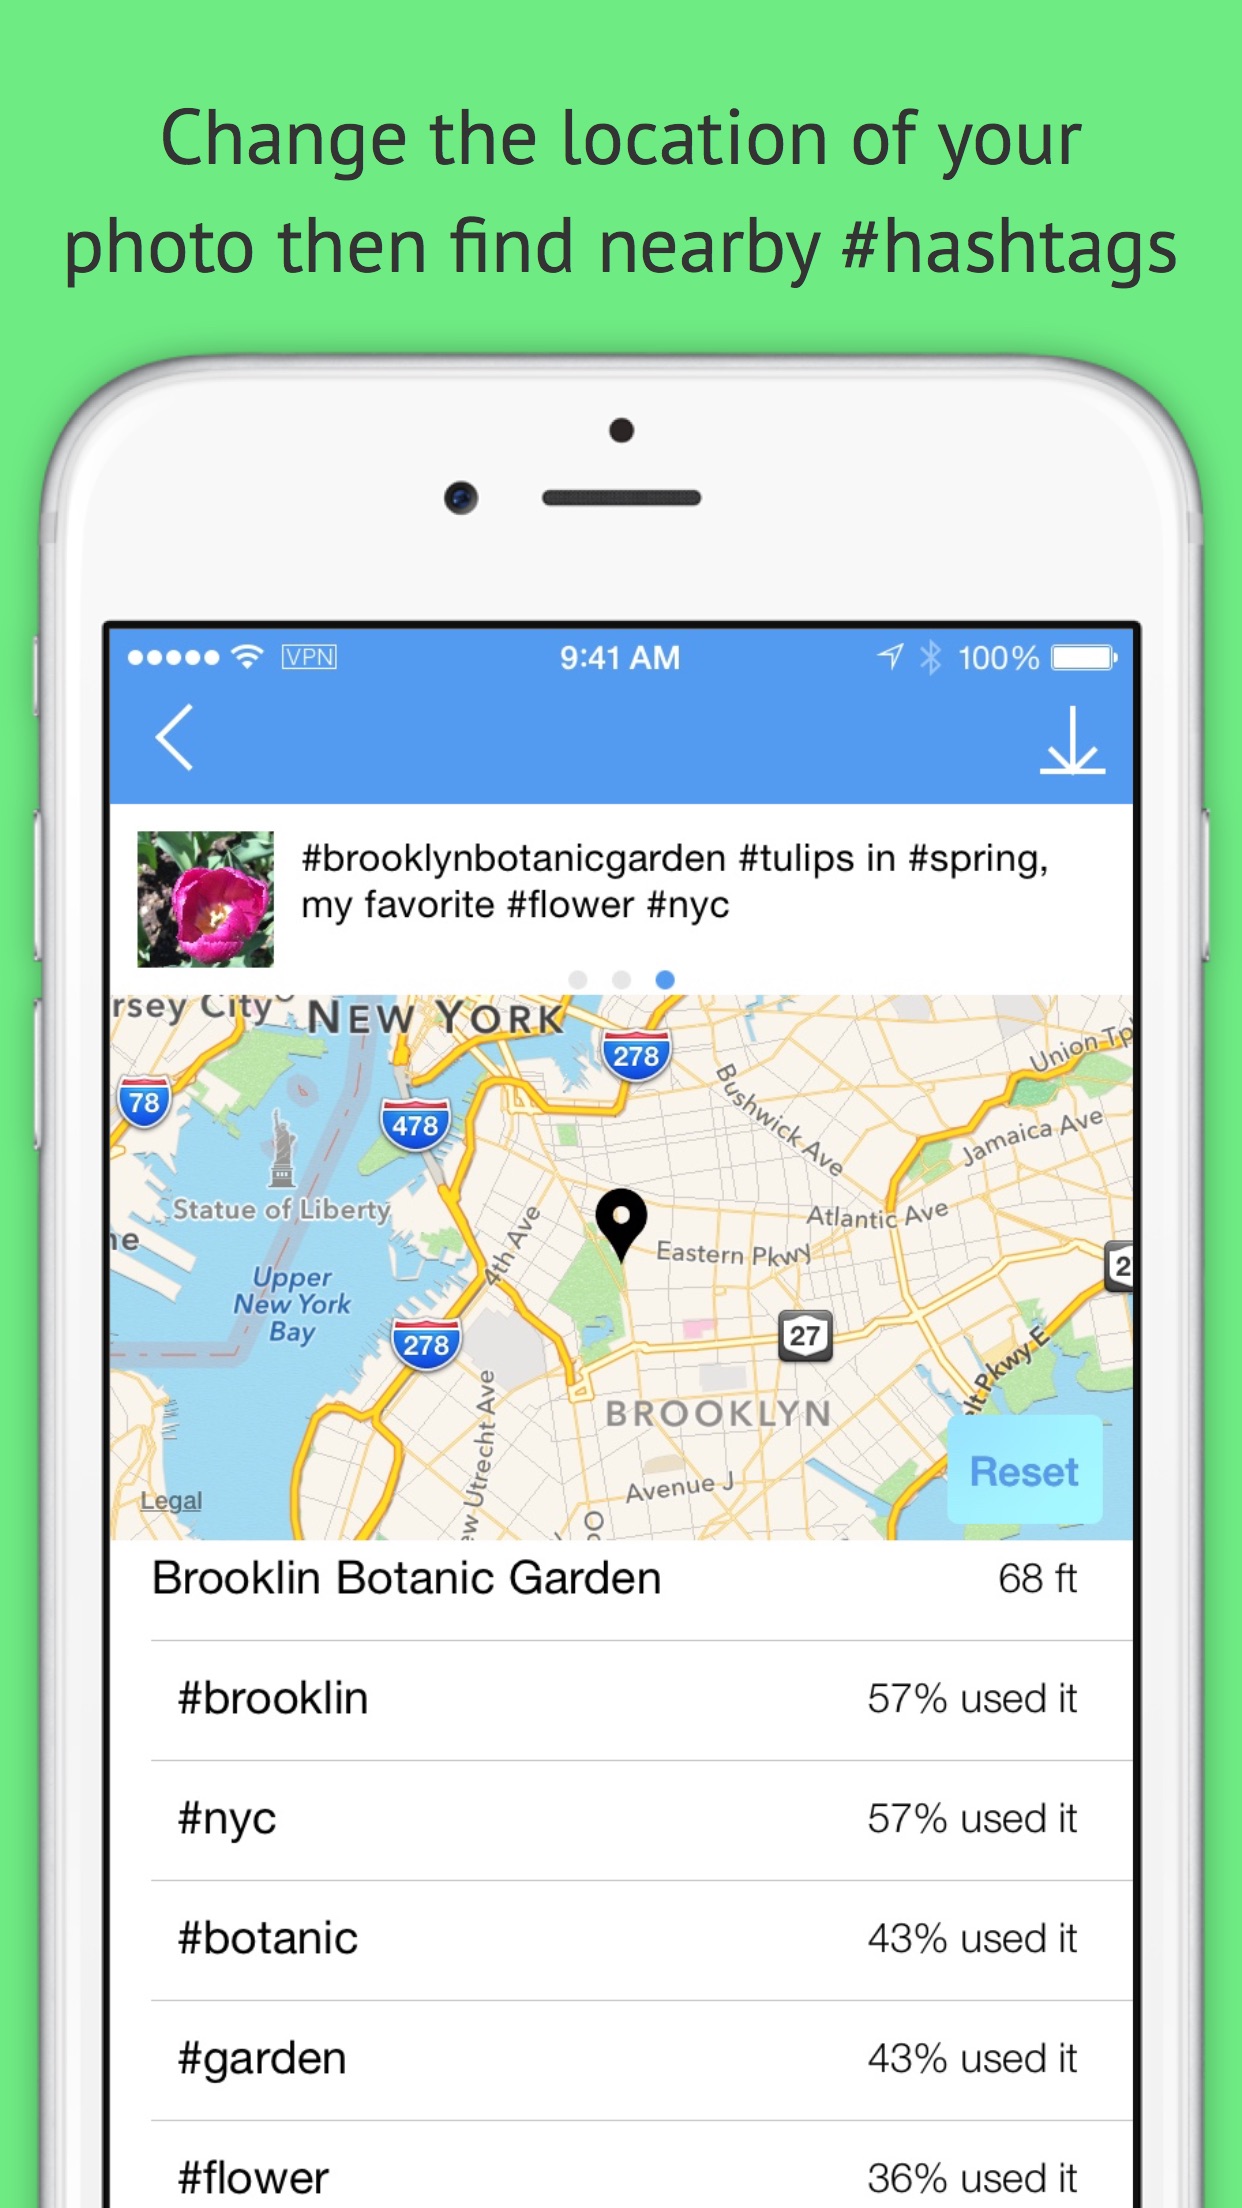 Change the location of your
photo then find nearby #hashtags
VPN
9:41 AM
100%
#brooklynbotanicgarden #tulips in #spring,
my favorite #flower #nyc
rsey City
NEW YORK
278
Union Tp
78
478
Bushwick Ave
Jamaica Ave
Statue of Liberty
Atlantic Ave
4th Ave
Eastern Pkwy
Upper
New York
Bay
2
27
278
elt Pkwy E
BROOKLYN
ew Utrecht Ave
Avenue J
Reset
Legal
Brooklin Botanic Garden
68 ft
#brooklin
57% used it
#nyc
57% used it
#botanic
43% used it
#garden
43% used it
#flower
36% used it